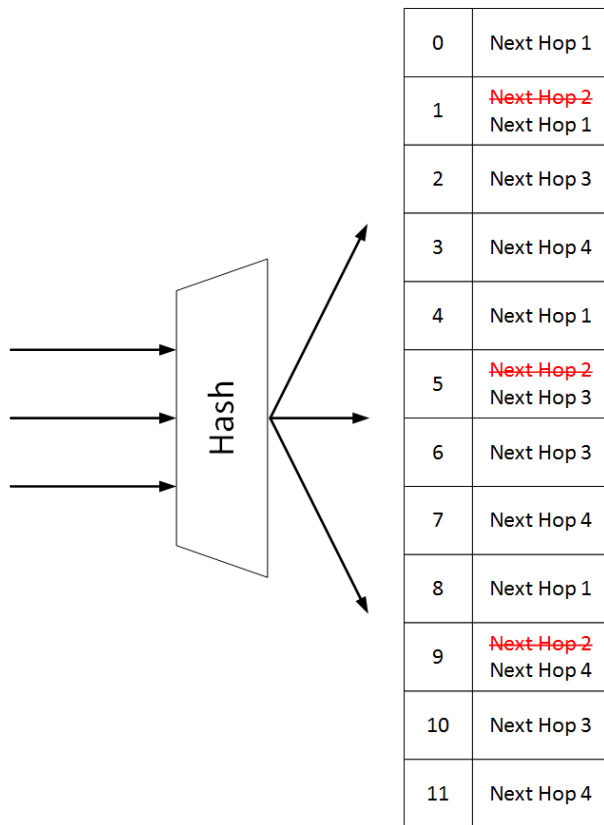 Hash
0 Next Hop 1
Next Hop 2
1
Next Hop 1
2 Next Hop 3
3 Next Hop 4
4 Next Hop 1
Next Hop 2
5
Next Hop 3
6 Next Hop 3
7 Next Hop 4
8 Next Hop 1
Next Hop 2
9
Next Hop 4
10 Next Hop 3
11 Next Hop 4